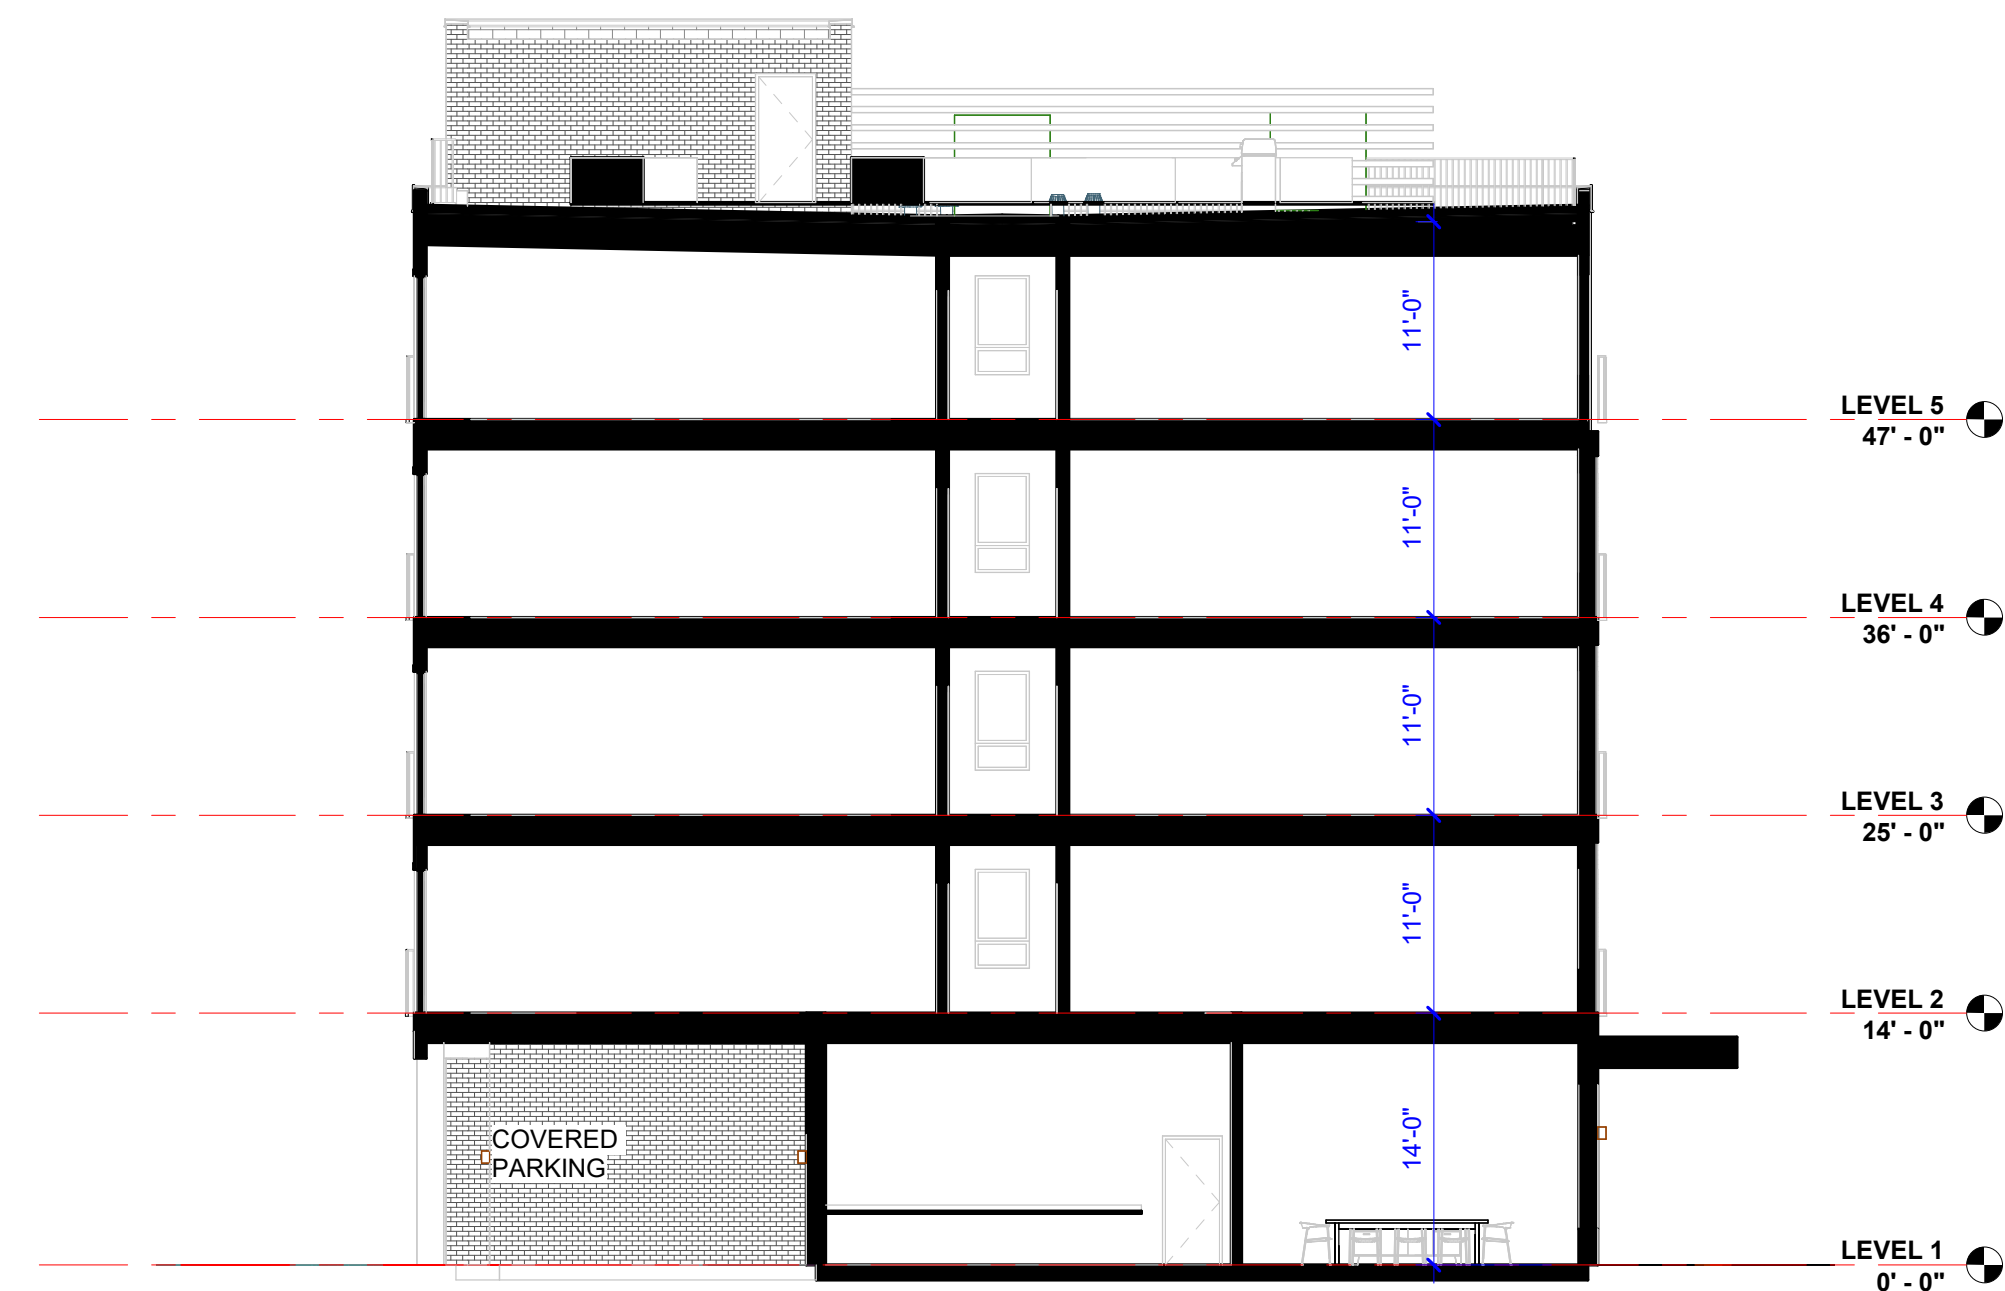 11'-0"
LEVEL 5
47' - 0"
11'-0"
LEVEL 4
36' - 0"
11'-0"
LEVEL 3
25' - 0"
11'-0"
LEVEL 2
14' - 0"
COVERED
PARKING
14'-0"
LEVEL 1
0' - 0"